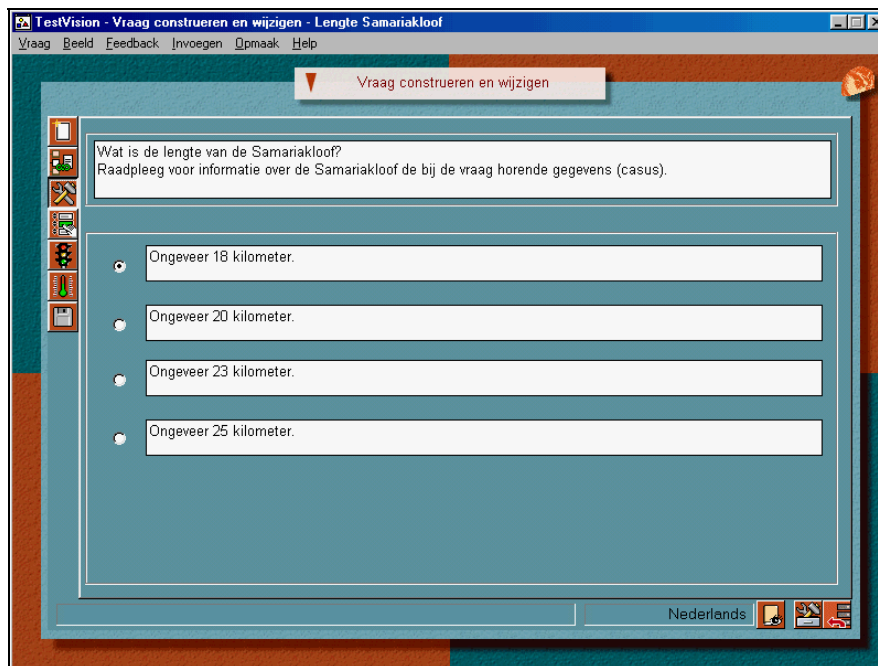 TestVision - Vraag construeren en wijzigen - Lengte Samariakloof
Vraag Beeld Feedback Invoegen Opmaak Help
Vraag construeren en wijzigen
Wat is de lengte van de Samariakloof?
Raadpleeg voor informatie over de Samariakloof de bij de vraag horende gegevens (casus).
Ongeveer 18 kilometer.
Ongeveer 20 kilometer.
Ongeveer 23 kilometer.
Ongeveer 25 kilometer.
Nederlands